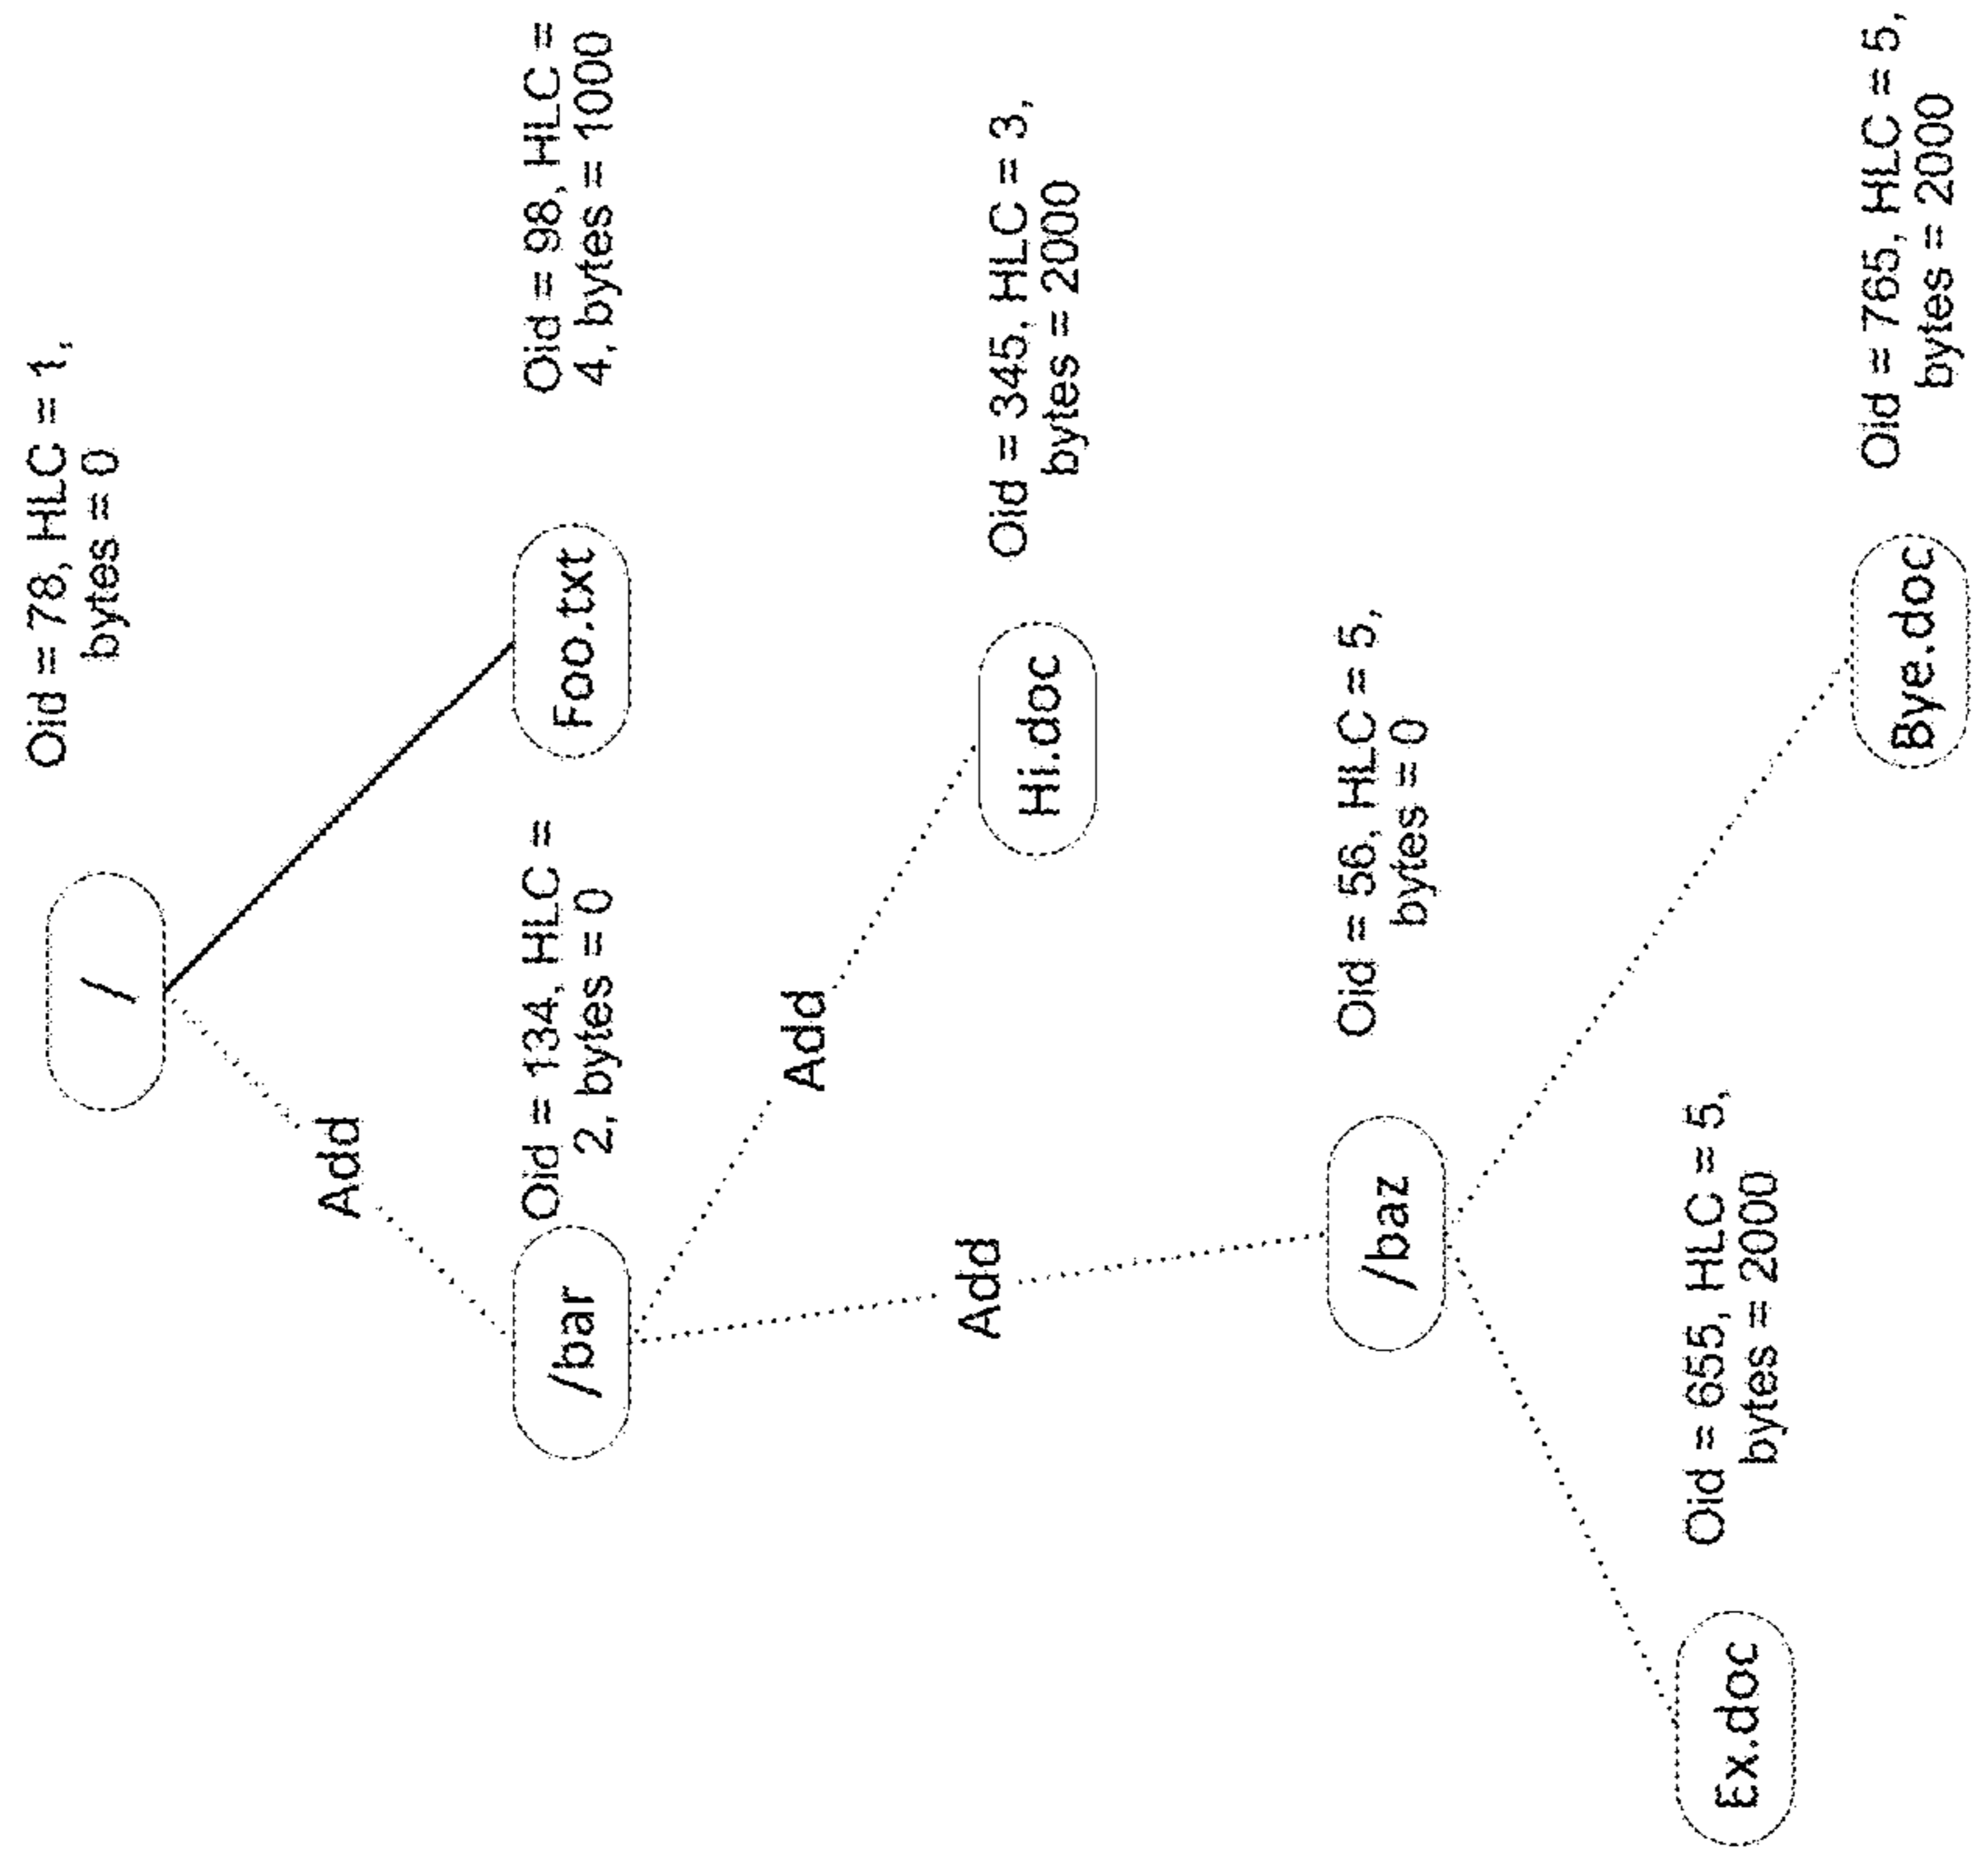 Oid = 78, HLC = 1,
bytes = 0
/
Add
Oid = 134, HLC =
2, bytes = 0
/bar
Oid = 98, HLC =
4, bytes = 1000
Foo.txt
Add
Oid = 345, HLC = 3,
bytes = 2000
Hi.doc
Add
Oid = 56, HLC = 5,
bytes = 0
/baz
Oid = 655, HLC = 5,
bytes = 2000
Ex.doc
Oid = 765, HLC = 5,
bytes = 2000
Bye.doc